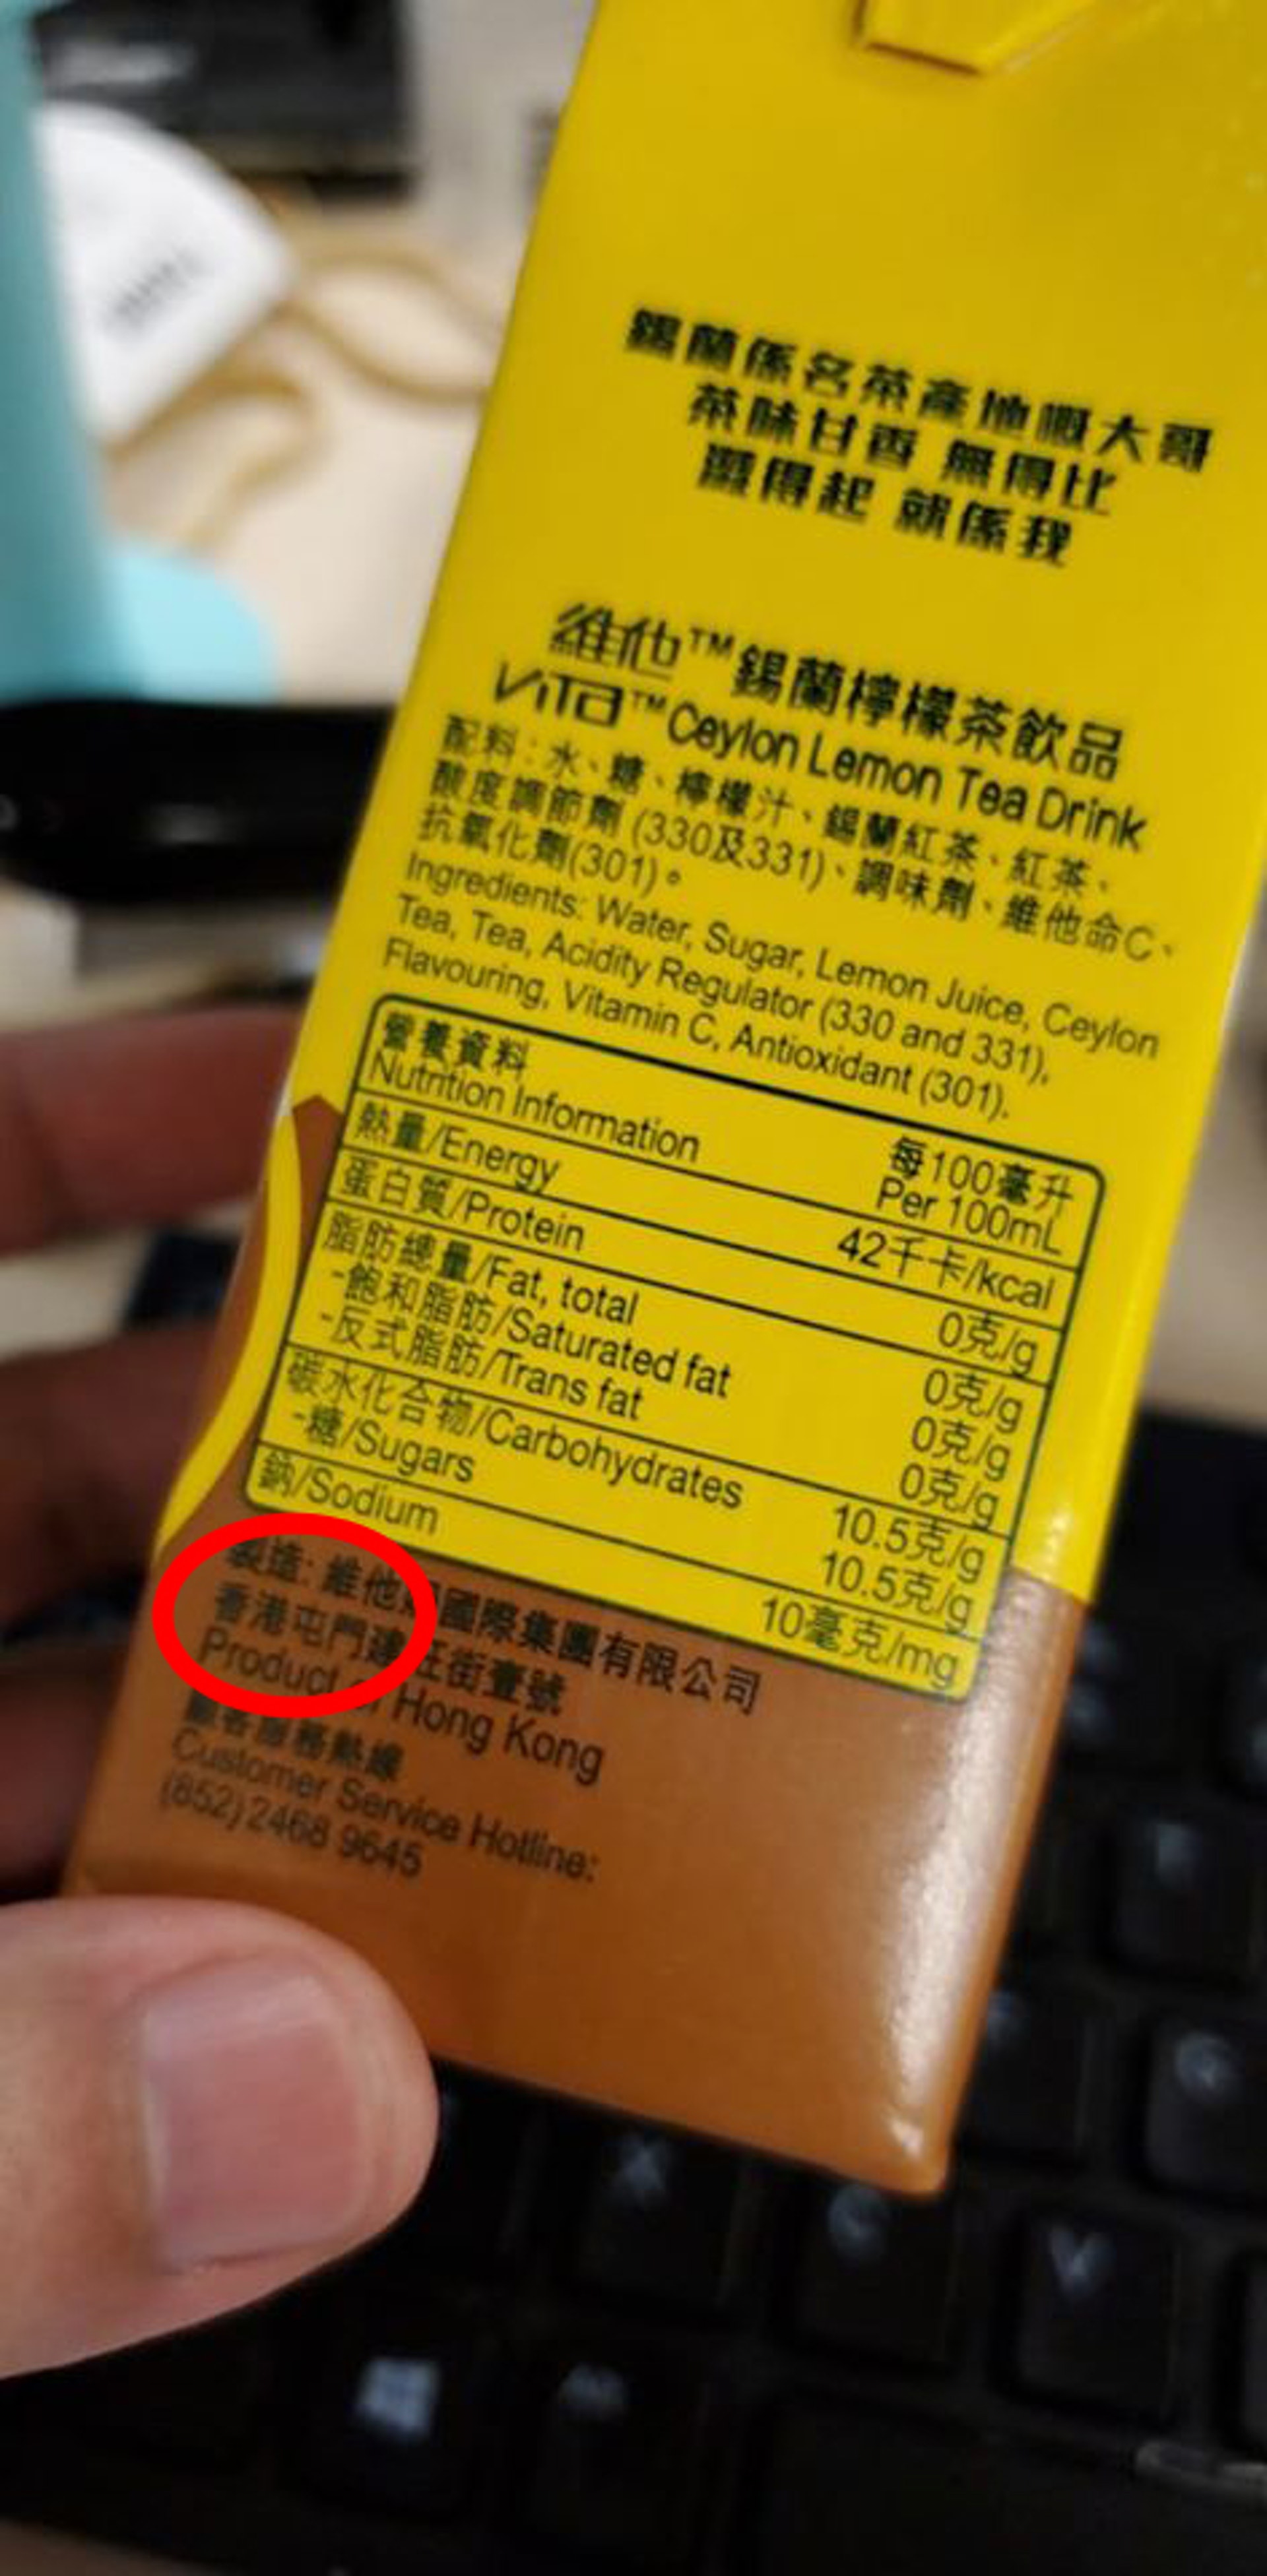 錫蘭係名茶產地嘅大哥
茶味甘香 無得比
澀得起 就係我
維他™錫蘭檸檬茶飲品
VITA™ Ceylon Lemon Tea Drink
配料：水、糖、檸檬汁、錫蘭紅茶、紅茶、
酸度調節劑 (330及331)、調味劑、維他命C、
抗氧化劑(301)。
Ingredients: Water, Sugar, Lemon Juice, Ceylon
Tea, Tea, Acidity Regulator (330 and 331),
Flavouring, Vitamin C, Antioxidant (301).
營養資料 每100毫升
Nutrition Information Per 100mL
熱量/Energy 42千卡/kcal
蛋白質/Protein 0克/g
脂肪總量/Fat, total 0克/g
-飽和脂肪/Saturated fat 0克/g
-反式脂肪/Trans fat 0克/g
碳水化合物/Carbohydrates 10.5克/g
-糖/Sugars 10.5克/g
鈉/Sodium 10毫克/mg
製造: 維他奶國際集團有限公司
香港屯門建旺街壹號
Product of Hong Kong
顧客服務熱線
Customer Service Hotline:
(852) 2468 9645
X
C
V